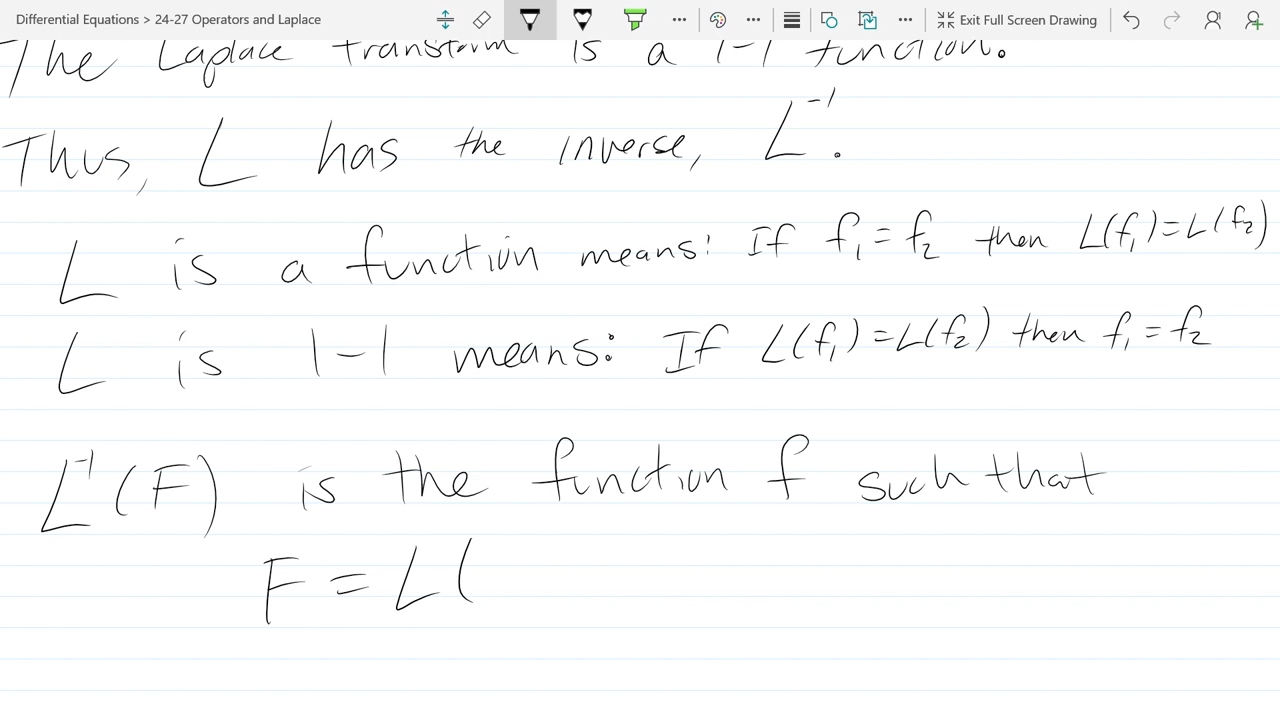 Differential Equations > 24-27 Operators and Laplace
Exit Full Screen Drawing
The Laplace transform is a 1-1 function.
Thus, L has the inverse, L⁻¹.
L is a function means: If f₁ = f₂ then L(f₁)=L(f₂)
L is 1-1 means: If L(f₁)=L(f₂) then f₁ = f₂
L⁻¹(F) is the function f such that
F = L(